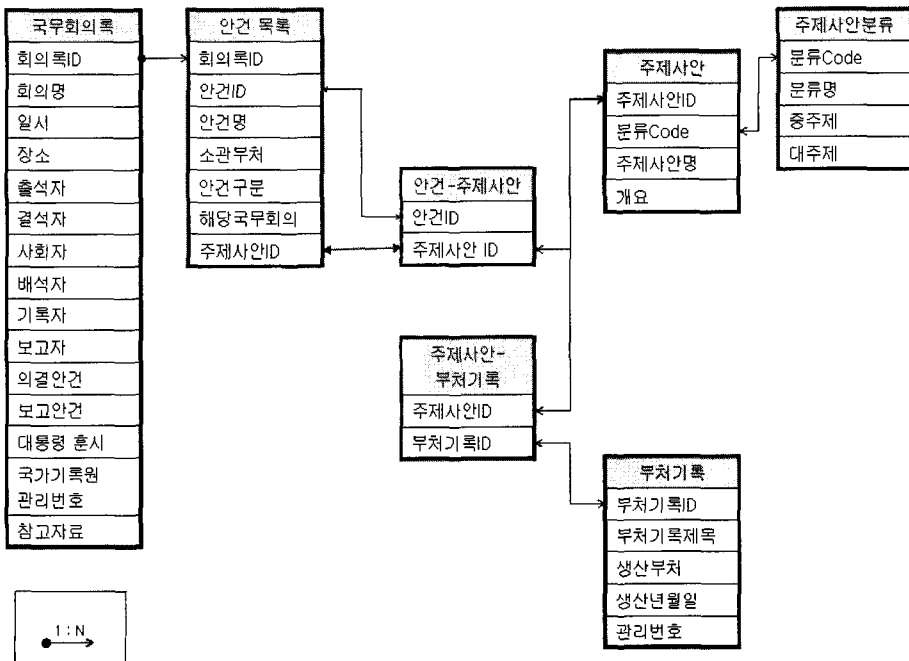 국무회의록
회의록ID
회의명
일시
장소
출석자
결석자
사회자
배석자
기록자
보고자
의결안건
보고안건
대통령 훈시
국가기록원
관리번호
참고자료
안건 목록
회의록ID
안건ID
안건명
소관부처
안건구분
해당국무회의
주제사안ID
안건-주제사안
안건ID
주제사안 ID
주제사안-
부처기록
주제사안ID
부처기록ID
주제사안
주제사안ID
분류Code
주제사안명
개요
주제사안분류
분류Code
분류명
중주제
대주제
부처기록
부처기록ID
부처기록제목
생산부처
생산년월일
관리번호
1 : N